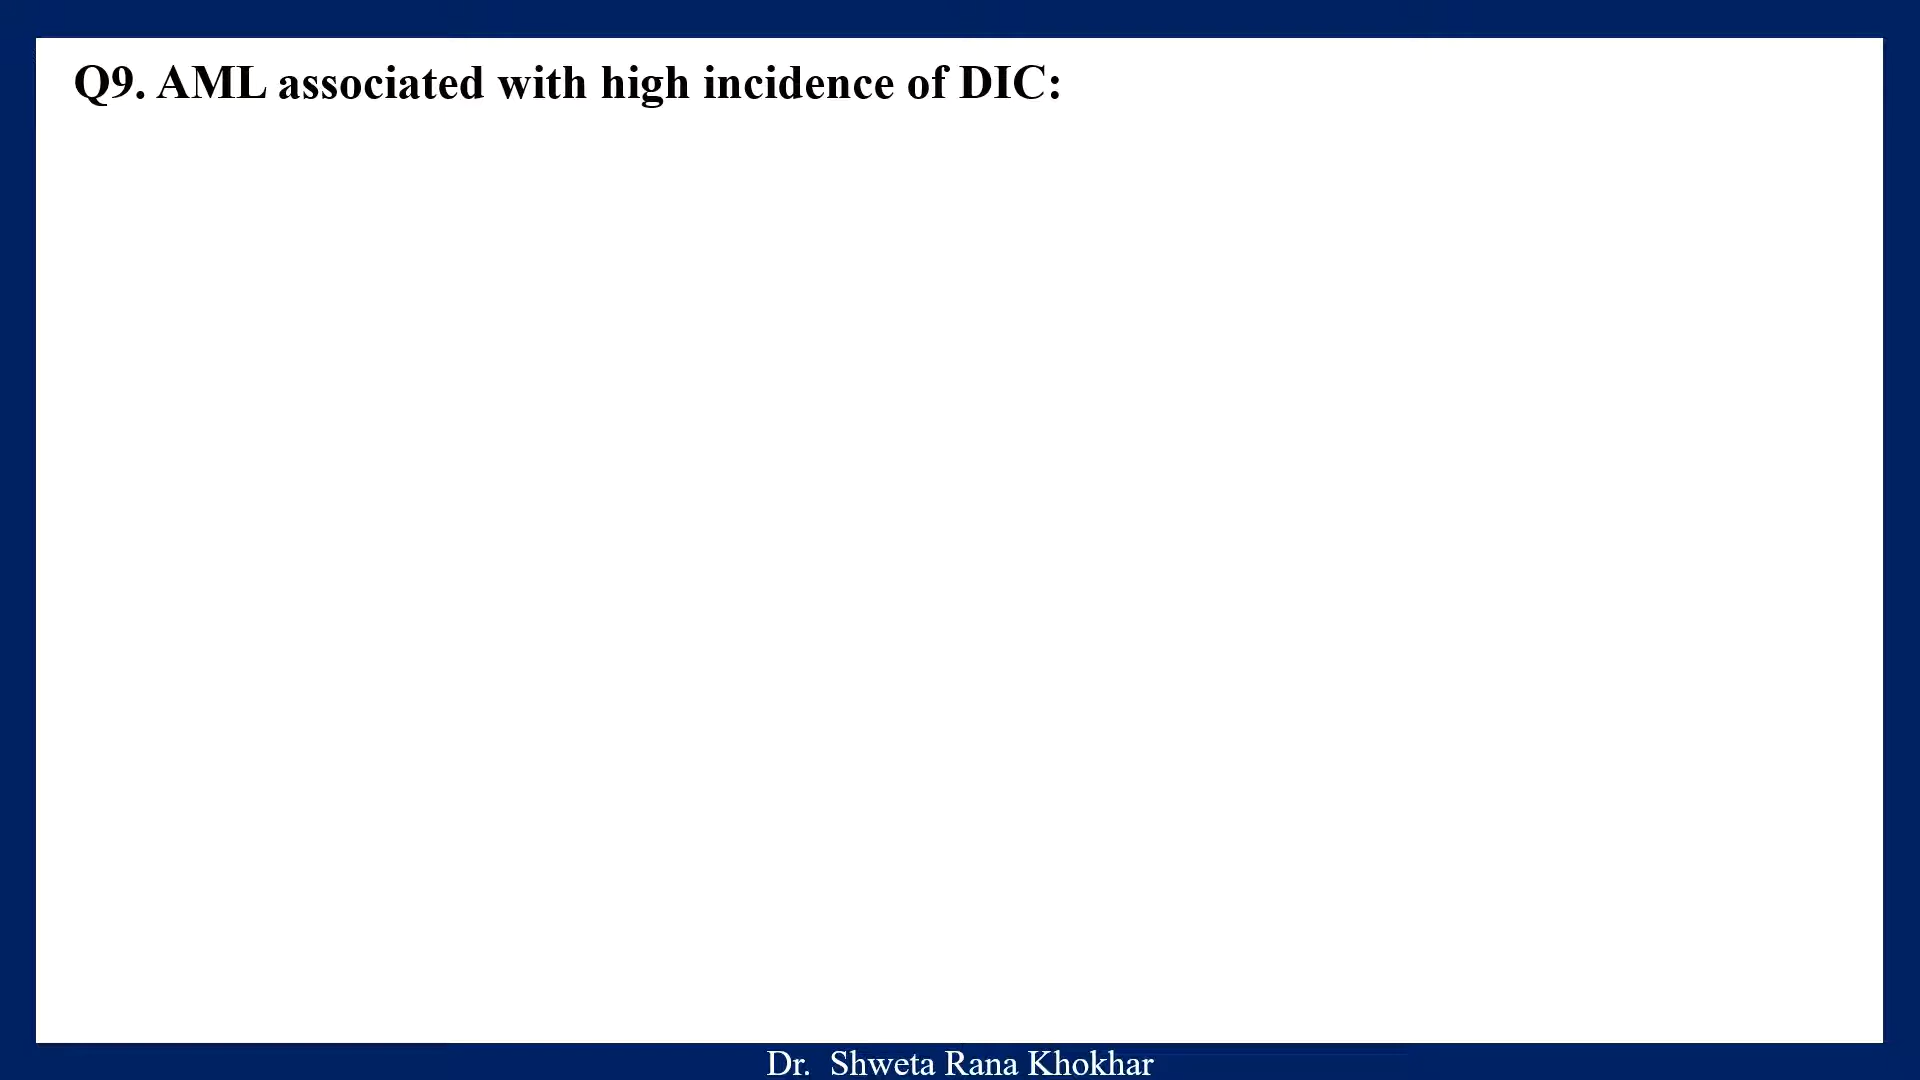 Q9. AML associated with high incidence of DIC:
Dr. Shweta Rana Khokhar